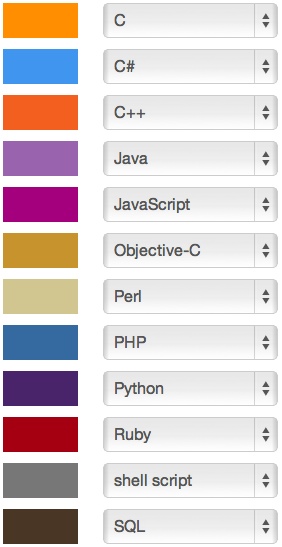 C
C#
C++
Java
JavaScript
Objective-C
Perl
PHP
Python
Ruby
shell script
SQL